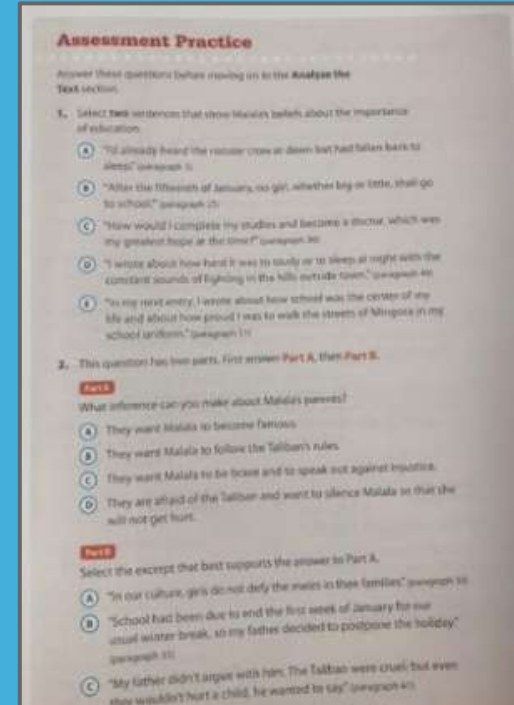 Assessment Practice
Answer these questions before moving on to the Analyze the
Text section.
1. Select two sentences that show Malala's beliefs about the importance
of education.
A "I'd already heard the rooster crow at dawn but had fallen back to
sleep." (paragraph
B "After the fifteenth of January, no girl, whether big or little, shall go
to school." (paragraph
C "How would I complete my studies and become a doctor, which was
my greatest hope at the time?" (paragraph
D "I wrote about how hard it was to study or to sleep at night with the
constant sounds of fighting in the hills outside town." (paragraph
E "In my next entry, I wrote about how school was the center of my
life and about how proud I was to walk the streets of Mingora in my
school uniform." (paragraph
2. This question has two parts. First answer Part A, then Part B.
Part A
What inference can you make about Malala's parents?
A They want Malala to become famous.
B They want Malala to follow the Taliban's rules.
C They want Malala to be brave and to speak out against injustice.
D They are afraid of the Taliban and want to silence Malala so that she
will not get hurt.
Part B
Select the excerpt that best supports the answer to Part A.
A "In our culture, girls do not defy the males in their families" (paragraph
B "School had been due to end the first week of January for our
usual winter break, so my father decided to postpone the holiday."
(paragraph
C "My father didn't argue with him. The Taliban were cruel, but even
they wouldn't hurt a child, he wanted to say." (paragraph